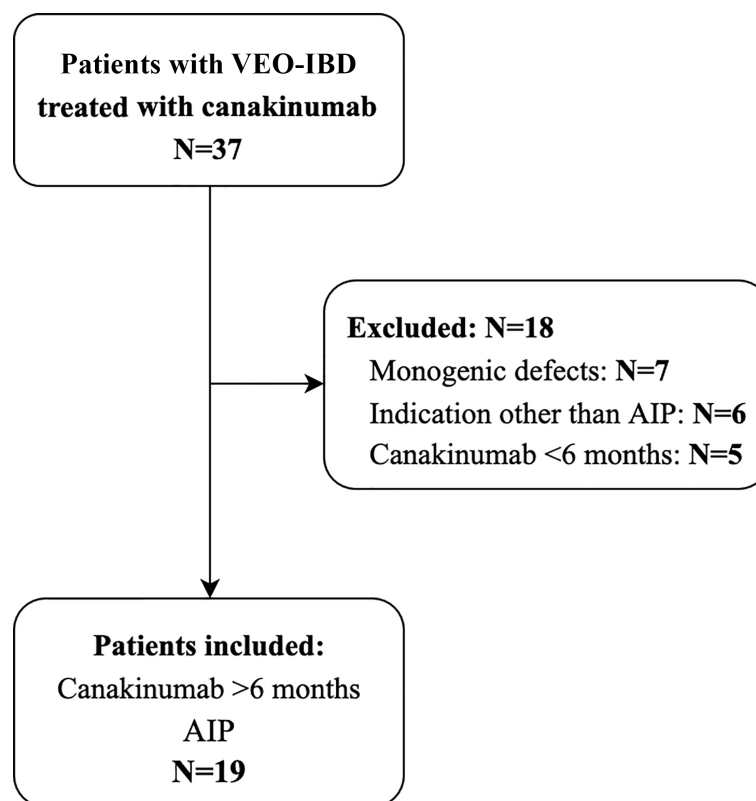 Patients with VEO-IBD
treated with canakinumab
N=37
Excluded: N=18
Monogenic defects: N=7
Indication other than AIP: N=6
Canakinumab <6 months: N=5
Patients included:
Canakinumab >6 months
AIP
N=19